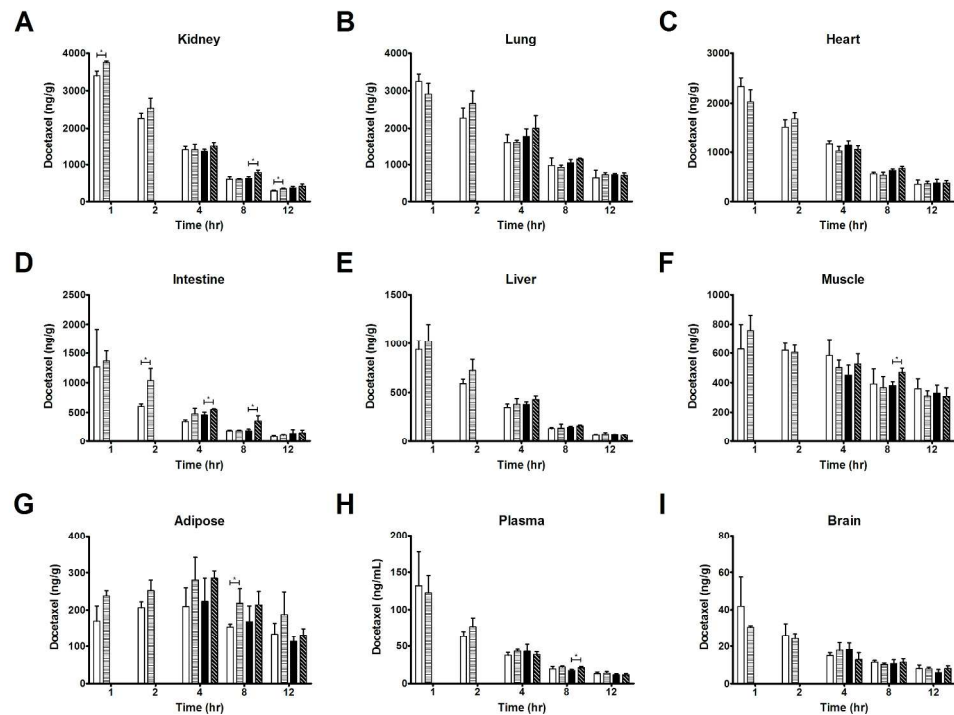 A
Kidney
Docetaxel (ng/g)
4000
3000
2000
1000
0
*
*
*
1 2 4 8 12
Time (hr)
B
Lung
Docetaxel (ng/g)
4000
3000
2000
1000
0
1 2 4 8 12
Time (hr)
C
Heart
Docetaxel (ng/g)
3000
2000
1000
0
1 2 4 8 12
Time (hr)
D
Intestine
Docetaxel (ng/g)
2500
2000
1500
1000
500
0
*
*
*
1 2 4 8 12
Time (hr)
E
Liver
Docetaxel (ng/g)
1500
1000
500
0
1 2 4 8 12
Time (hr)
F
Muscle
Docetaxel (ng/g)
1000
800
600
400
200
0
*
1 2 4 8 12
Time (hr)
G
Adipose
Docetaxel (ng/g)
400
300
200
100
0
*
1 2 4 8 12
Time (hr)
H
Plasma
Docetaxel (ng/mL)
200
150
100
50
0
*
1 2 4 8 12
Time (hr)
I
Brain
Docetaxel (ng/g)
80
60
40
20
0
1 2 4 8 12
Time (hr)